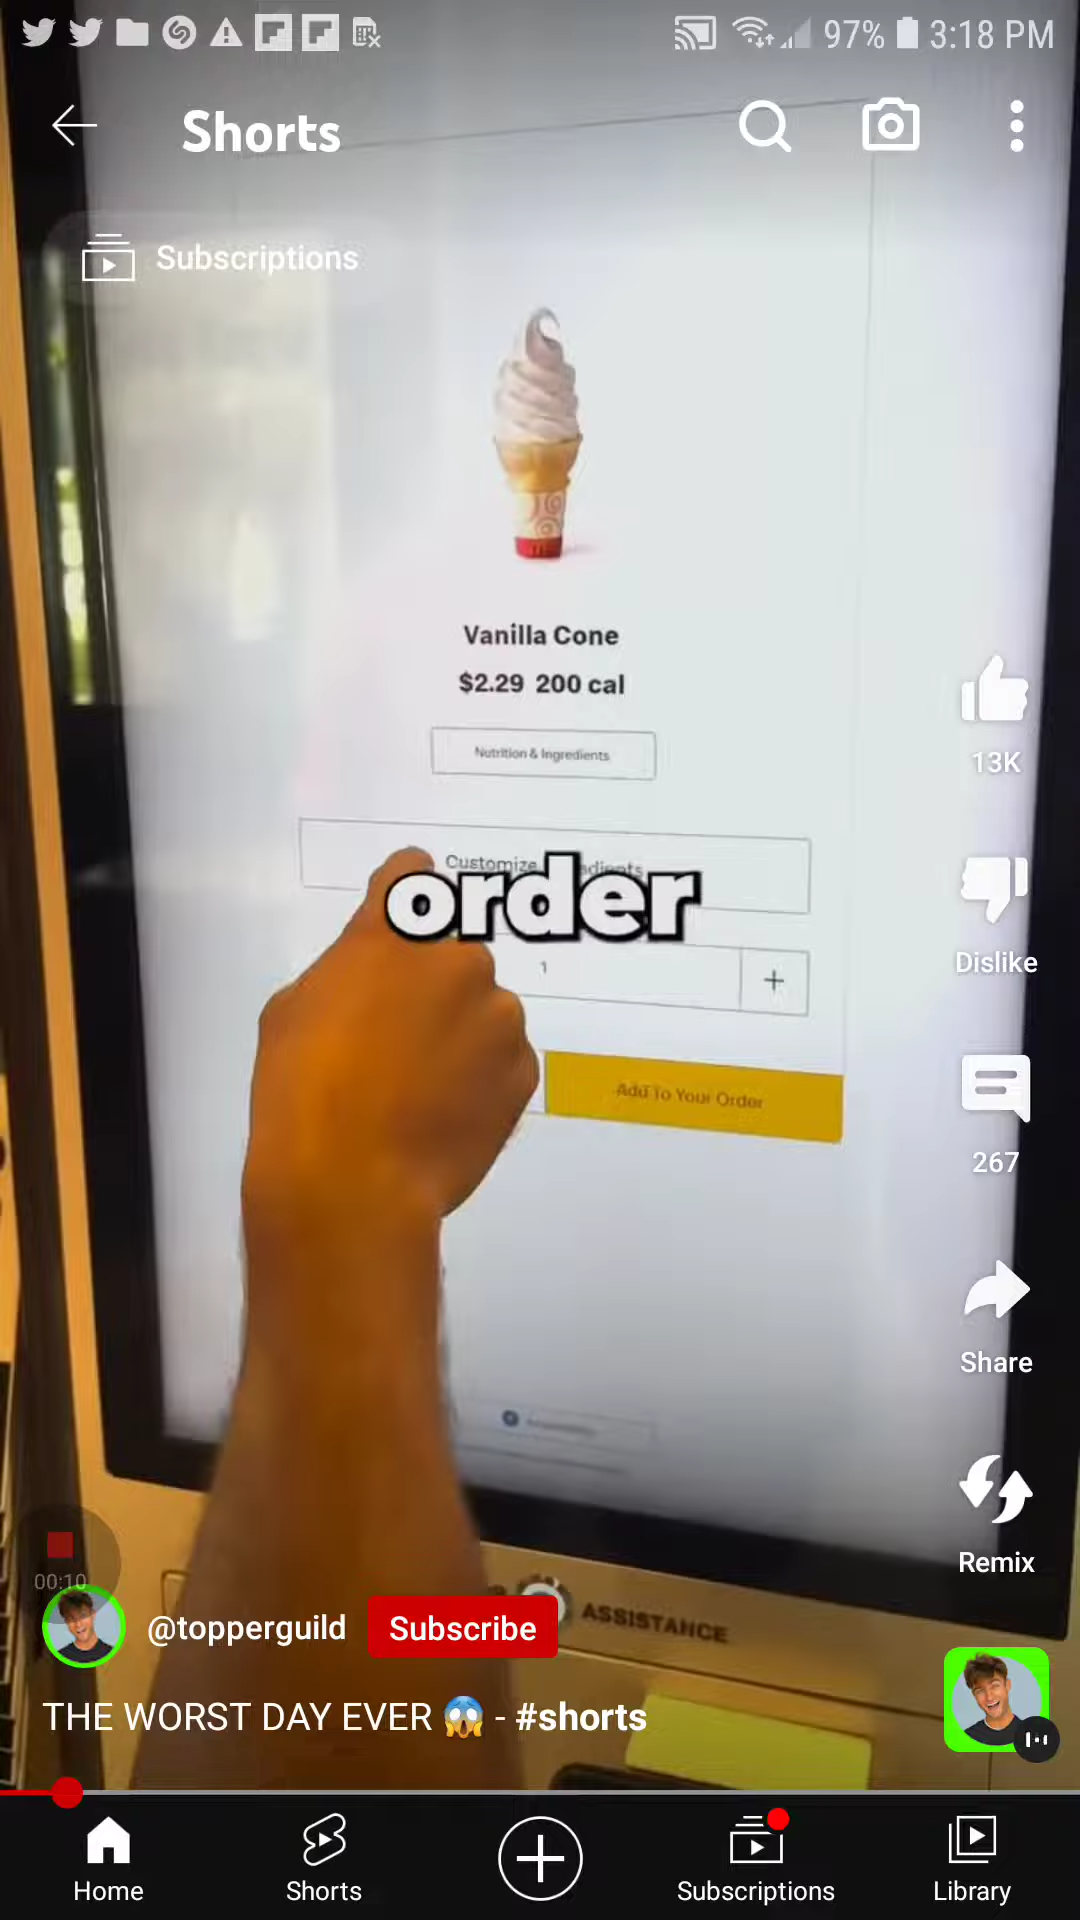 97% 3:18 PM
Shorts
Subscriptions
Vanilla Cone
$2.29 200 cal
Nutrition & Ingredients
13K
Customize
order
Dislike
1
+
Add To Your Order
267
Share
Remix
00:10
@topperguild
Subscribe
ASSISTANCE
THE WORST DAY EVER 😱 - #shorts
Home
Shorts
Subscriptions
Library